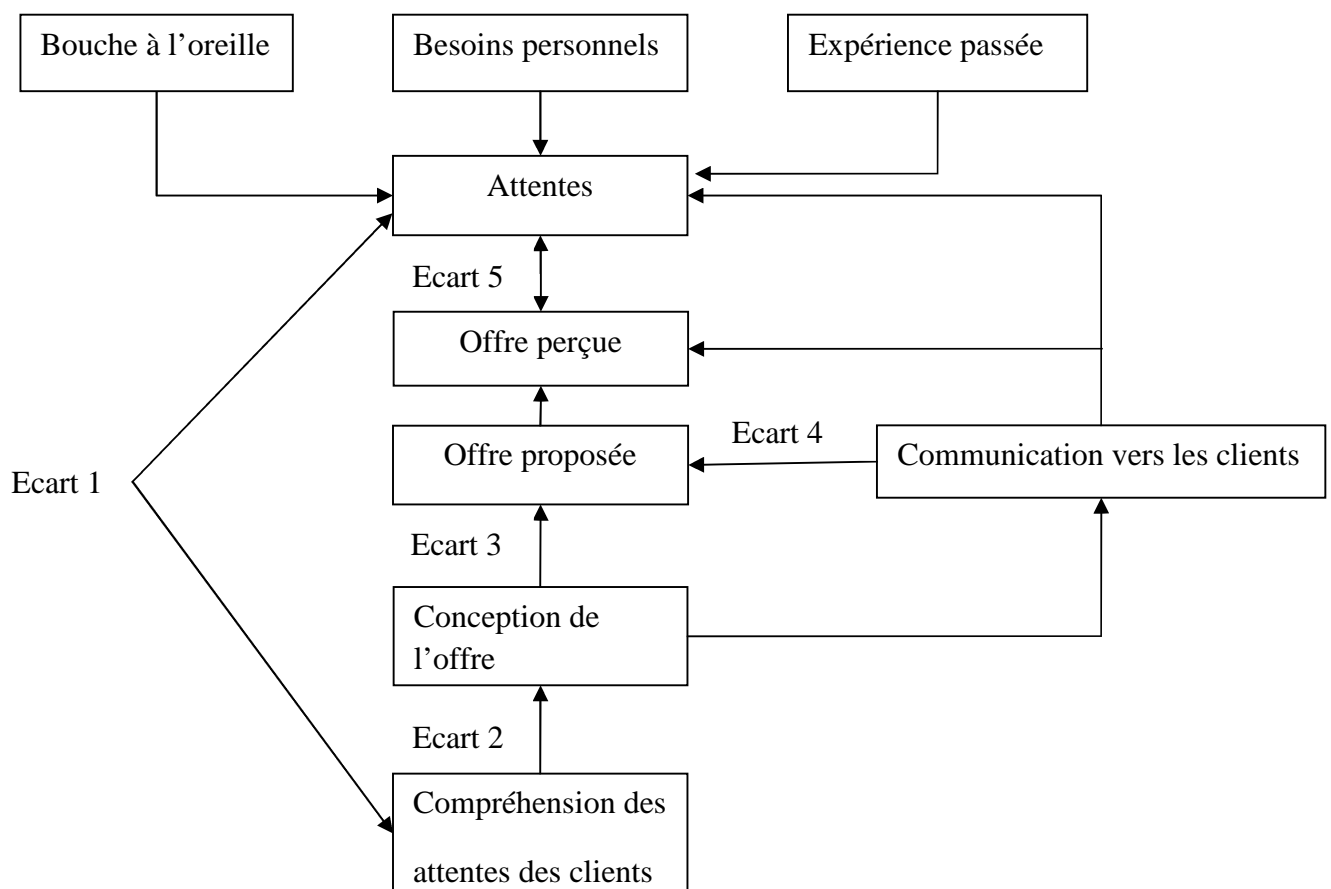 Bouche à l’oreille
Besoins personnels
Expérience passée
Attentes
Ecart 5
Offre perçue
Ecart 4
Offre proposée
Communication vers les clients
Ecart 1
Ecart 3
Conception de
l’offre
Ecart 2
Compréhension des
attentes des clients